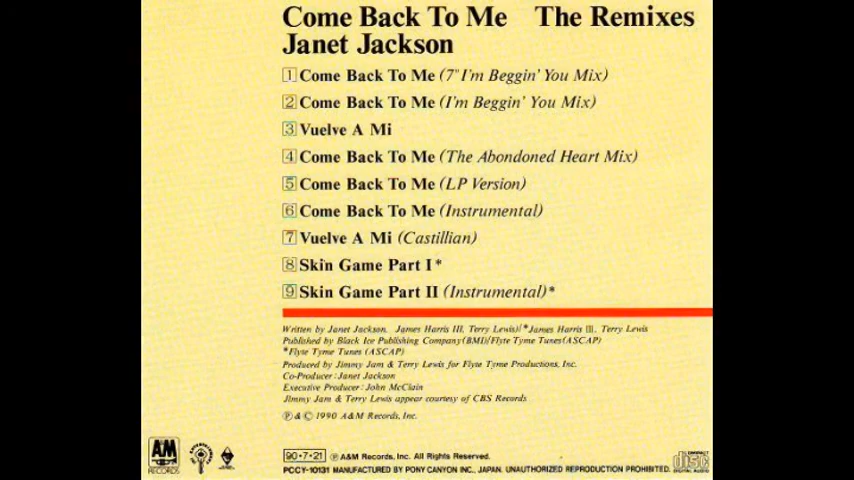 Come Back To Me The Remixes
Janet Jackson
1 Come Back To Me (7" I'm Beggin' You Mix)
2 Come Back To Me (I'm Beggin' You Mix)
3 Vuelve A Mi
4 Come Back To Me (The Abondoned Heart Mix)
5 Come Back To Me (LP Version)
6 Come Back To Me (Instrumental)
7 Vuelve A Mi (Castillian)
8 Skin Game Part I*
9 Skin Game Part II (Instrumental)*
Written by Janet Jackson, James Harris III, Terry Lewis)/*James Harris III, Terry Lewis
Published by Black Ice Publishing Company(BMI)/Flyte Tyme Tunes(ASCAP)
*Flyte Tyme Tunes (ASCAP)
Produced by Jimmy Jam & Terry Lewis for Flyte Tyme Productions, Inc.
Co-Producer:Janet Jackson
Executive Producer:John McClain
Jimmy Jam & Terry Lewis appear courtesy of CBS Records
Ⓟ & © 1990 A&M Records, Inc.
A&M
RECORDS
90・7・21 Ⓟ A&M Records, Inc. All Rights Reserved.
PCCY-10131 MANUFACTURED BY PONY CANYON INC., JAPAN. UNAUTHORIZED REPRODUCTION PROHIBITED.
COMPACT
disc
DIGITAL AUDIO